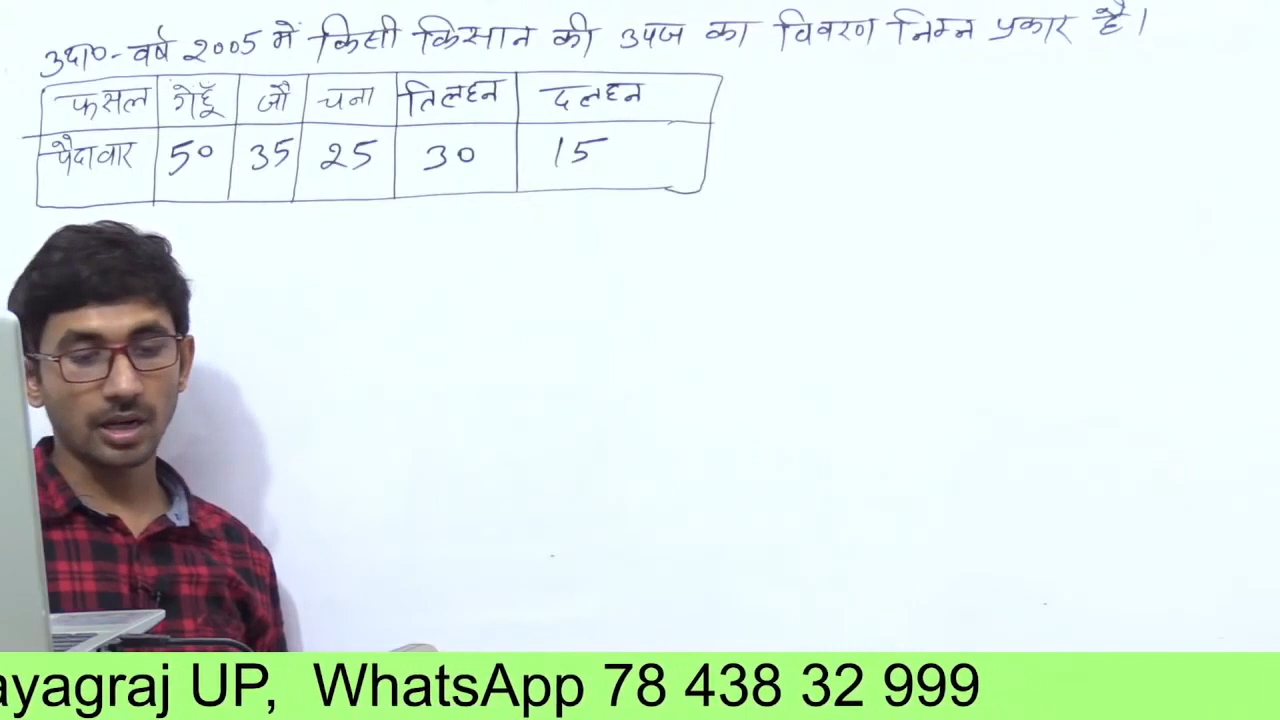 उदा०- वर्ष 2005 में किसी किसान की उपज का विवरण निम्न प्रकार है।
फसल गेहूँ जौ चना तिलहन दलहन
पैदावार 50 35 25 30 15
ayagraj UP, WhatsApp 78 438 32 999